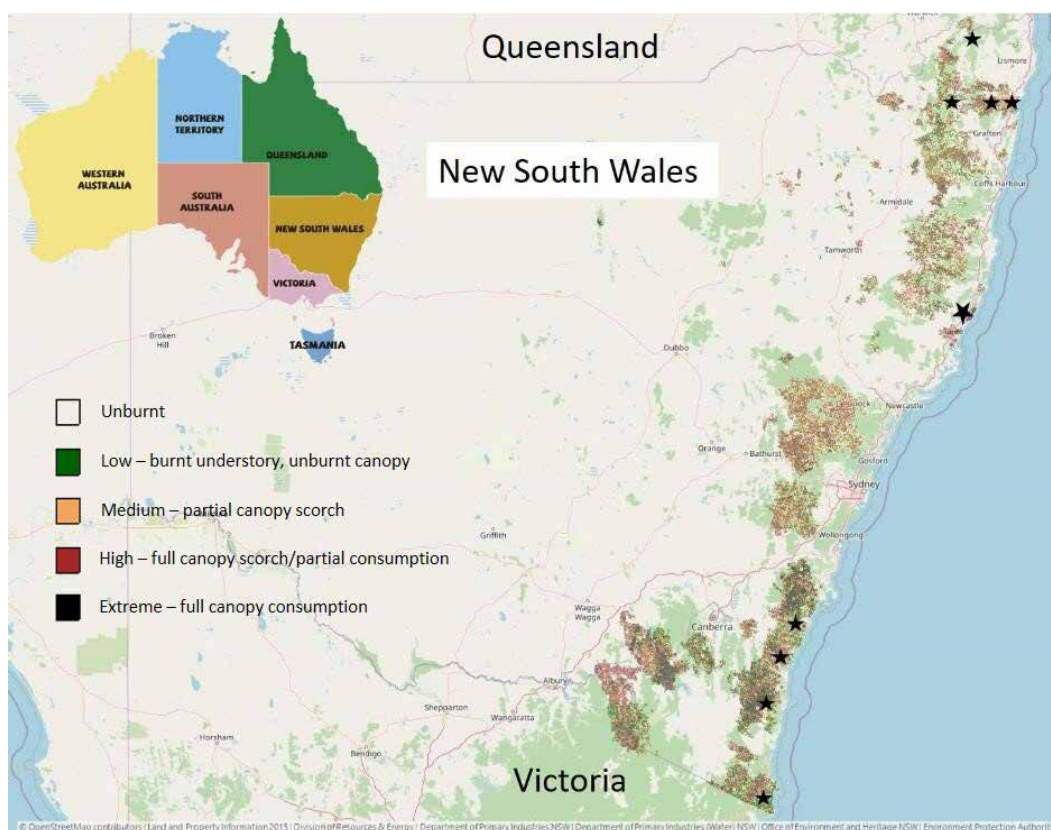 Queensland
New South Wales
Victoria
WESTERN
AUSTRALIA
NORTHERN
TERRITORY
QUEENSLAND
SOUTH
AUSTRALIA
NEW SOUTH WALES
VICTORIA
TASMANIA
Unburnt
Low – burnt understory, unburnt canopy
Medium – partial canopy scorch
High – full canopy scorch/partial consumption
Extreme – full canopy consumption
Lismore
Grafton
Coffs Harbour
Armidale
Tamworth
Broken
Hill
Dubbo
Newcastle
Orange
Bathurst
Gosford
Sydney
Griffith
Wollongong
Wagga
Wagga
Canberra
Albury
Shepparton
Wangaratta
Horsham
Bendigo
© OpenStreetMap contributors | Land and Property Information 2015 | Division of Resources & Energy | Department of Primary Industries NSW | Department of Primary Industries (Water) NSW | Office of Environment and Heritage NSW | Environment Protection Authority